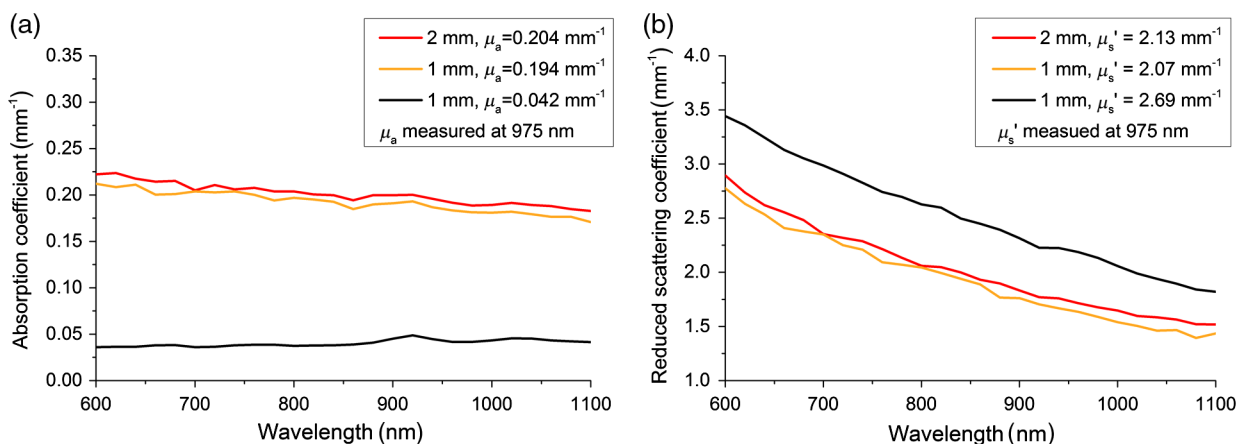 (a)
2 mm, μa=0.204 mm-1
1 mm, μa=0.194 mm-1
1 mm, μa=0.042 mm-1
μa measured at 975 nm
Absorption coefficient (mm-1)
0.35
0.30
0.25
0.20
0.15
0.10
0.05
0.00
600 700 800 900 1000 1100
Wavelength (nm)
(b)
2 mm, μs' = 2.13 mm-1
1 mm, μs' = 2.07 mm-1
1 mm, μs' = 2.69 mm-1
μs' measued at 975 nm
Reduced scattering coefficient (mm-1)
4.0
3.5
3.0
2.5
2.0
1.5
1.0
600 700 800 900 1000 1100
Wavelength (nm)